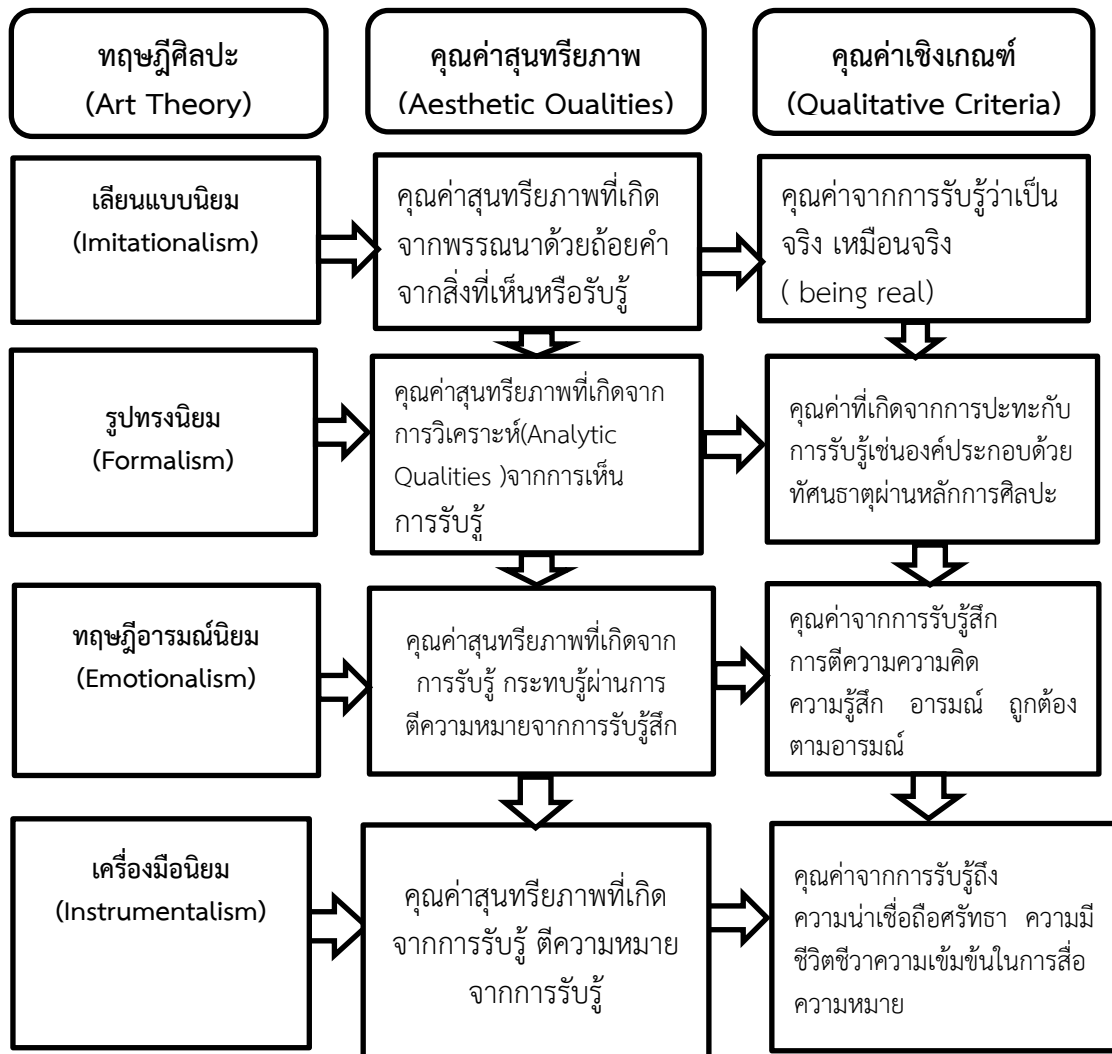 ทฤษฎีศิลปะ
(Art Theory)
คุณค่าสุนทรียภาพ
(Aesthetic Oualities)
คุณค่าเชิงเกณฑ์
(Qualitative Criteria)
เลียนแบบนิยม
(Imitationalism)
คุณค่าสุนทรียภาพที่เกิด
จากพรรณนาด้วยถ้อยคำ
จากสิ่งที่เห็นหรือรับรู้
คุณค่าจากการรับรู้ว่าเป็น
จริง เหมือนจริง
( being real)
รูปทรงนิยม
(Formalism)
คุณค่าสุนทรียภาพที่เกิดจาก
การวิเคราะห์(Analytic
Qualities )จากการเห็น
การรับรู้
คุณค่าที่เกิดจากการปะทะกับ
การรับรู้เช่นองค์ประกอบด้วย
ทัศนธาตุผ่านหลักการศิลปะ
ทฤษฎีอารมณ์นิยม
(Emotionalism)
คุณค่าสุนทรียภาพที่เกิดจาก
การรับรู้ กระทบรู้ผ่านการ
ตีความหมายจากการรับรู้สึก
คุณค่าจากการรับรู้สึก
การตีความความคิด
ความรู้สึก อารมณ์ ถูกต้อง
ตามอารมณ์
เครื่องมือนิยม
(Instrumentalism)
คุณค่าสุนทรียภาพที่เกิด
จากการรับรู้ ตีความหมาย
จากการรับรู้
คุณค่าจากการรับรู้ถึง
ความน่าเชื่อถือศรัทธา ความมี
ชีวิตชีวาความเข้มข้นในการสื่อ
ความหมาย